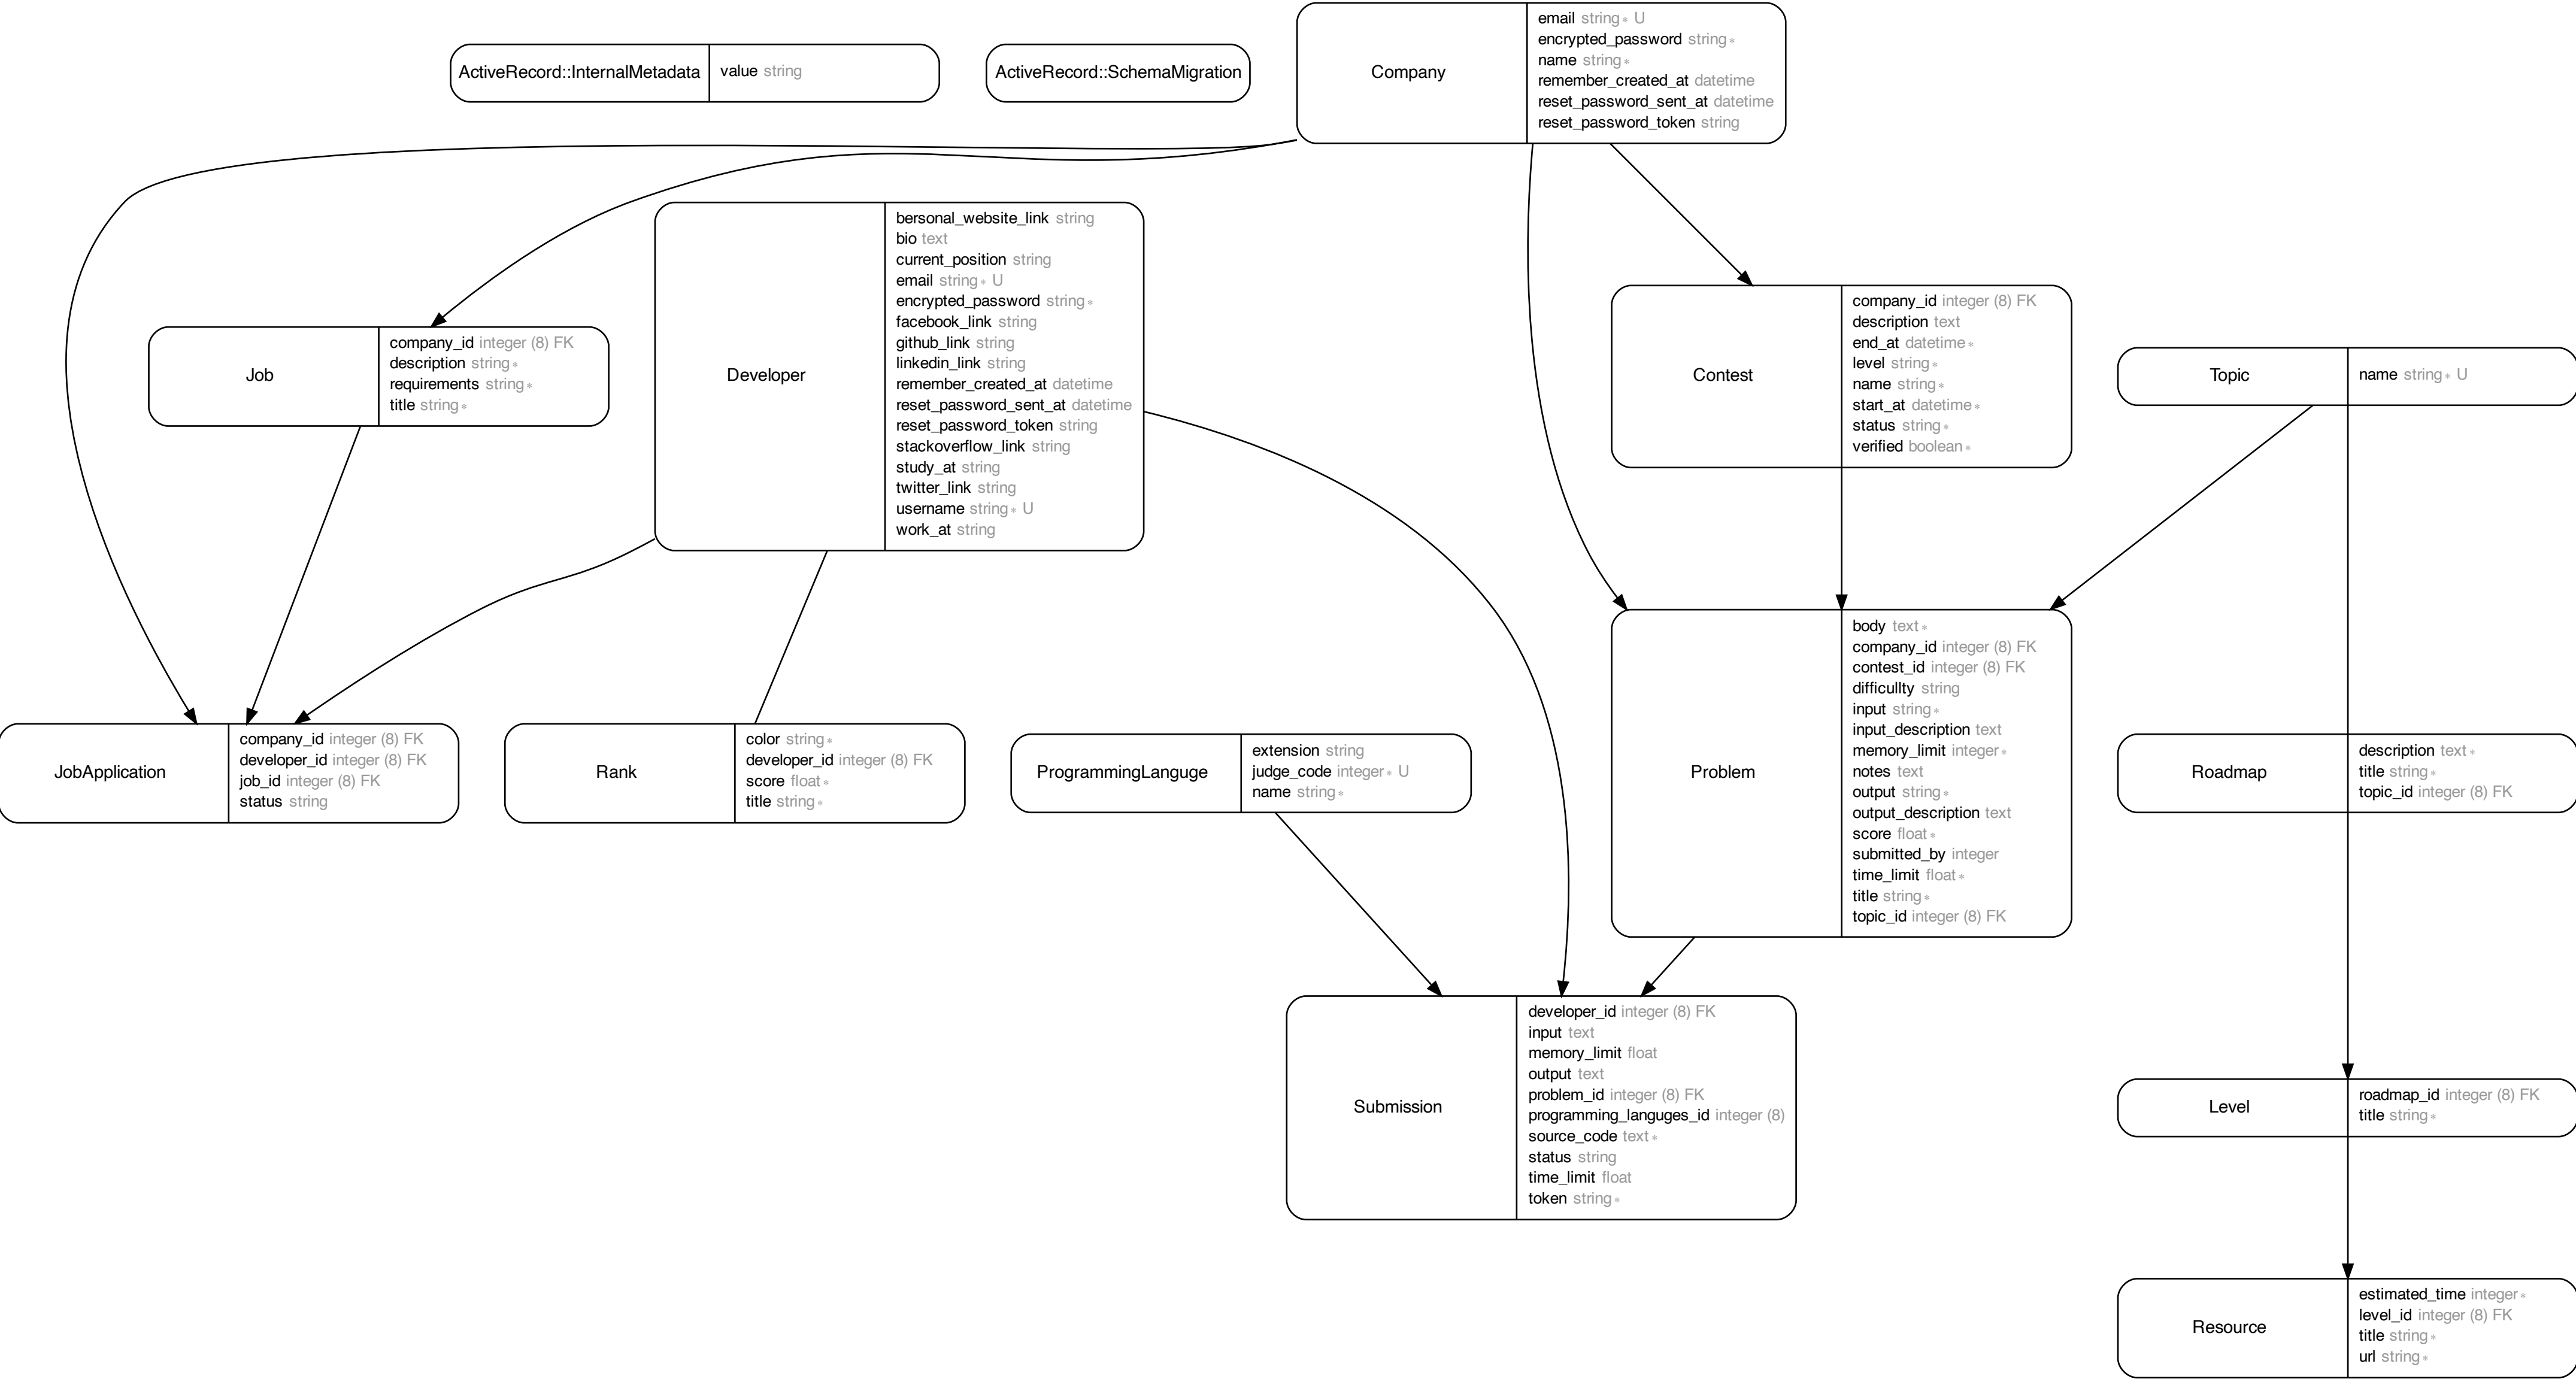 ActiveRecord::InternalMetadata
value string
ActiveRecord::SchemaMigration
Company
email string* U
encrypted_password string*
name string*
remember_created_at datetime
reset_password_sent_at datetime
reset_password_token string
Job
company_id integer (8) FK
description string*
requirements string*
title string*
Developer
bersonal_website_link string
bio text
current_position string
email string* U
encrypted_password string*
facebook_link string
github_link string
linkedin_link string
remember_created_at datetime
reset_password_sent_at datetime
reset_password_token string
stackoverflow_link string
study_at string
twitter_link string
username string* U
work_at string
Contest
company_id integer (8) FK
description text
end_at datetime*
level string*
name string*
start_at datetime*
status string*
verified boolean*
Topic
name string* U
JobApplication
company_id integer (8) FK
developer_id integer (8) FK
job_id integer (8) FK
status string
Rank
color string*
developer_id integer (8) FK
score float*
title string*
ProgrammingLanguge
extension string
judge_code integer* U
name string*
Problem
body text*
company_id integer (8) FK
contest_id integer (8) FK
difficullty string
input string*
input_description text
memory_limit integer*
notes text
output string*
output_description text
score float*
submitted_by integer
time_limit float*
title string*
topic_id integer (8) FK
Roadmap
description text*
title string*
topic_id integer (8) FK
Submission
developer_id integer (8) FK
input text
memory_limit float
output text
problem_id integer (8) FK
programming_languges_id integer (8)
source_code text*
status string
time_limit float
token string*
Level
roadmap_id integer (8) FK
title string*
Resource
estimated_time integer*
level_id integer (8) FK
title string*
url string*